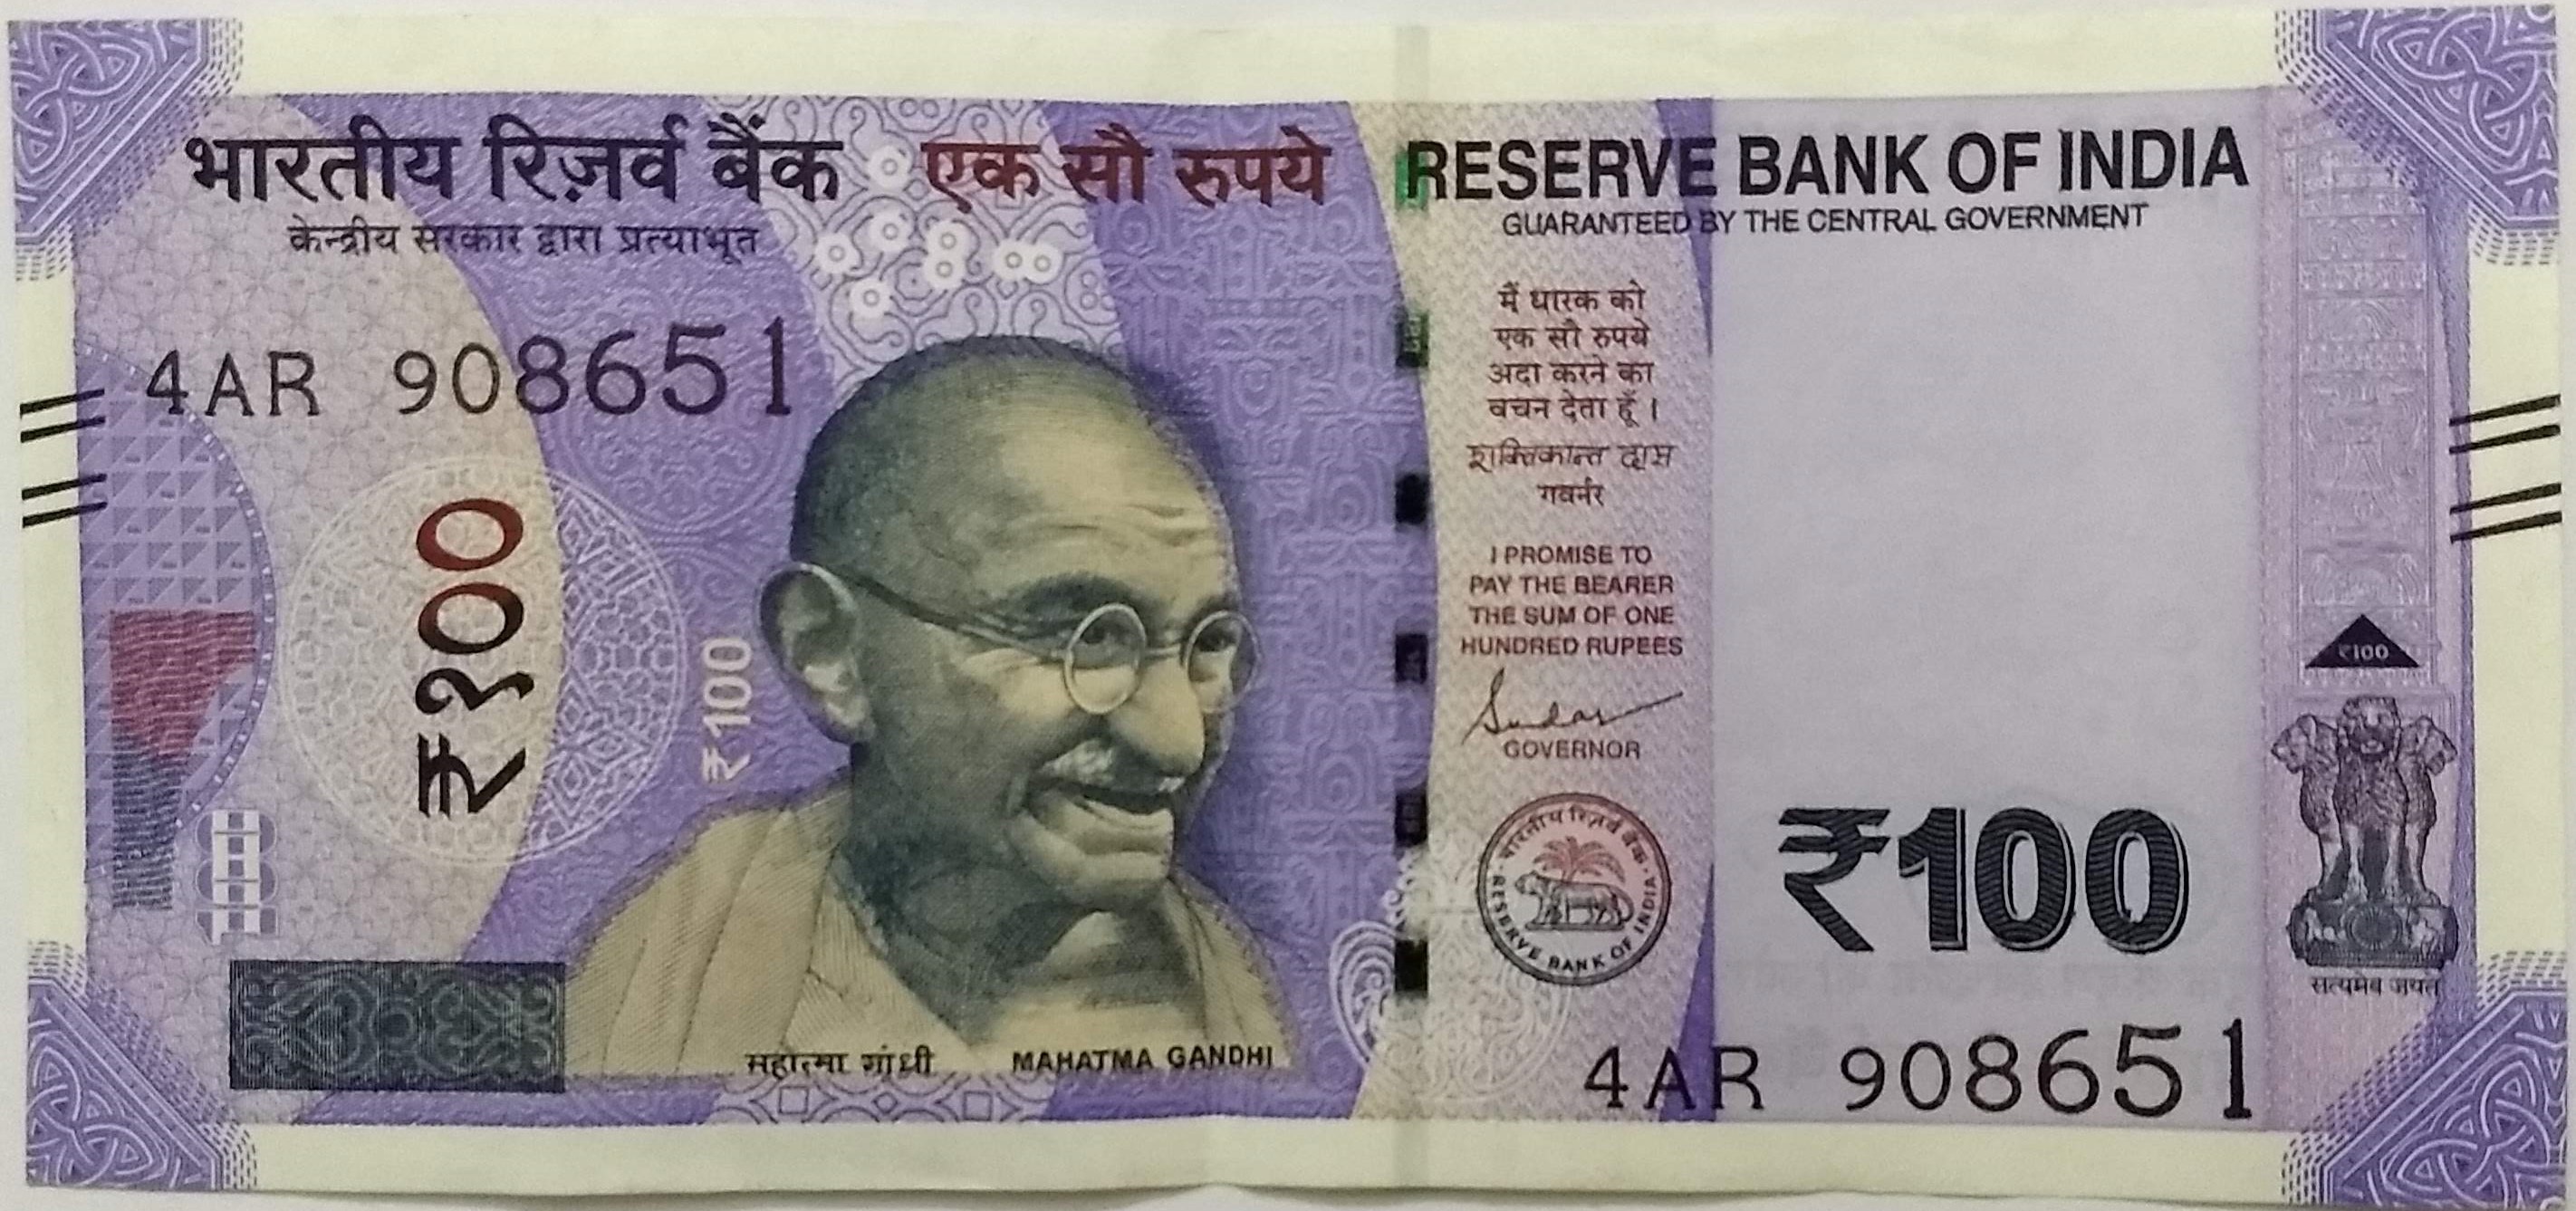 भारतीय रिज़र्व बैंक एक सौ रुपये
केन्द्रीय सरकार द्वारा प्रत्याभूत
4AR 908651
₹१००
₹100
महात्मा गांधी MAHATMA GANDHI
RESERVE BANK OF INDIA
GUARANTEED BY THE CENTRAL GOVERNMENT
मैं धारक को
एक सौ रुपये
अदा करने का
वचन देता हूँ ।
शक्तिकान्त दास
गवर्नर
I PROMISE TO
PAY THE BEARER
THE SUM OF ONE
HUNDRED RUPEES
GOVERNOR
भारतीय रिज़र्व बैंक
RESERVE BANK OF INDIA
₹100
₹100
सत्यमेव जयते
4AR 908651